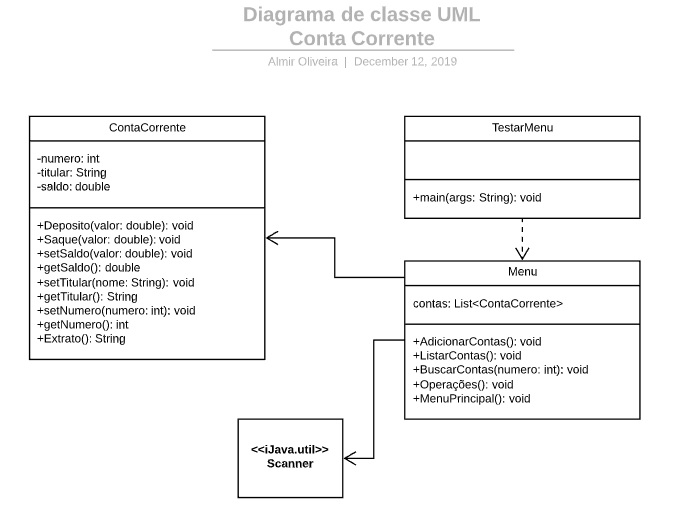 Diagrama de classe UML
Conta Corrente
Almir Oliveira | December 12, 2019
ContaCorrente
-numero: int
-titular: String
-saldo: double
+Deposito(valor: double): void
+Saque(valor: double): void
+setSaldo(valor: double): void
+getSaldo(): double
+setTitular(nome: String): void
+getTitular(): String
+setNumero(numero: int): void
+getNumero(): int
+Extrato(): String
TestarMenu
+main(args: String): void
Menu
contas: List<ContaCorrente>
+AdicionarContas(): void
+ListarContas(): void
+BuscarContas(numero: int): void
+Operações(): void
+MenuPrincipal(): void
<<iJava.util>>
Scanner